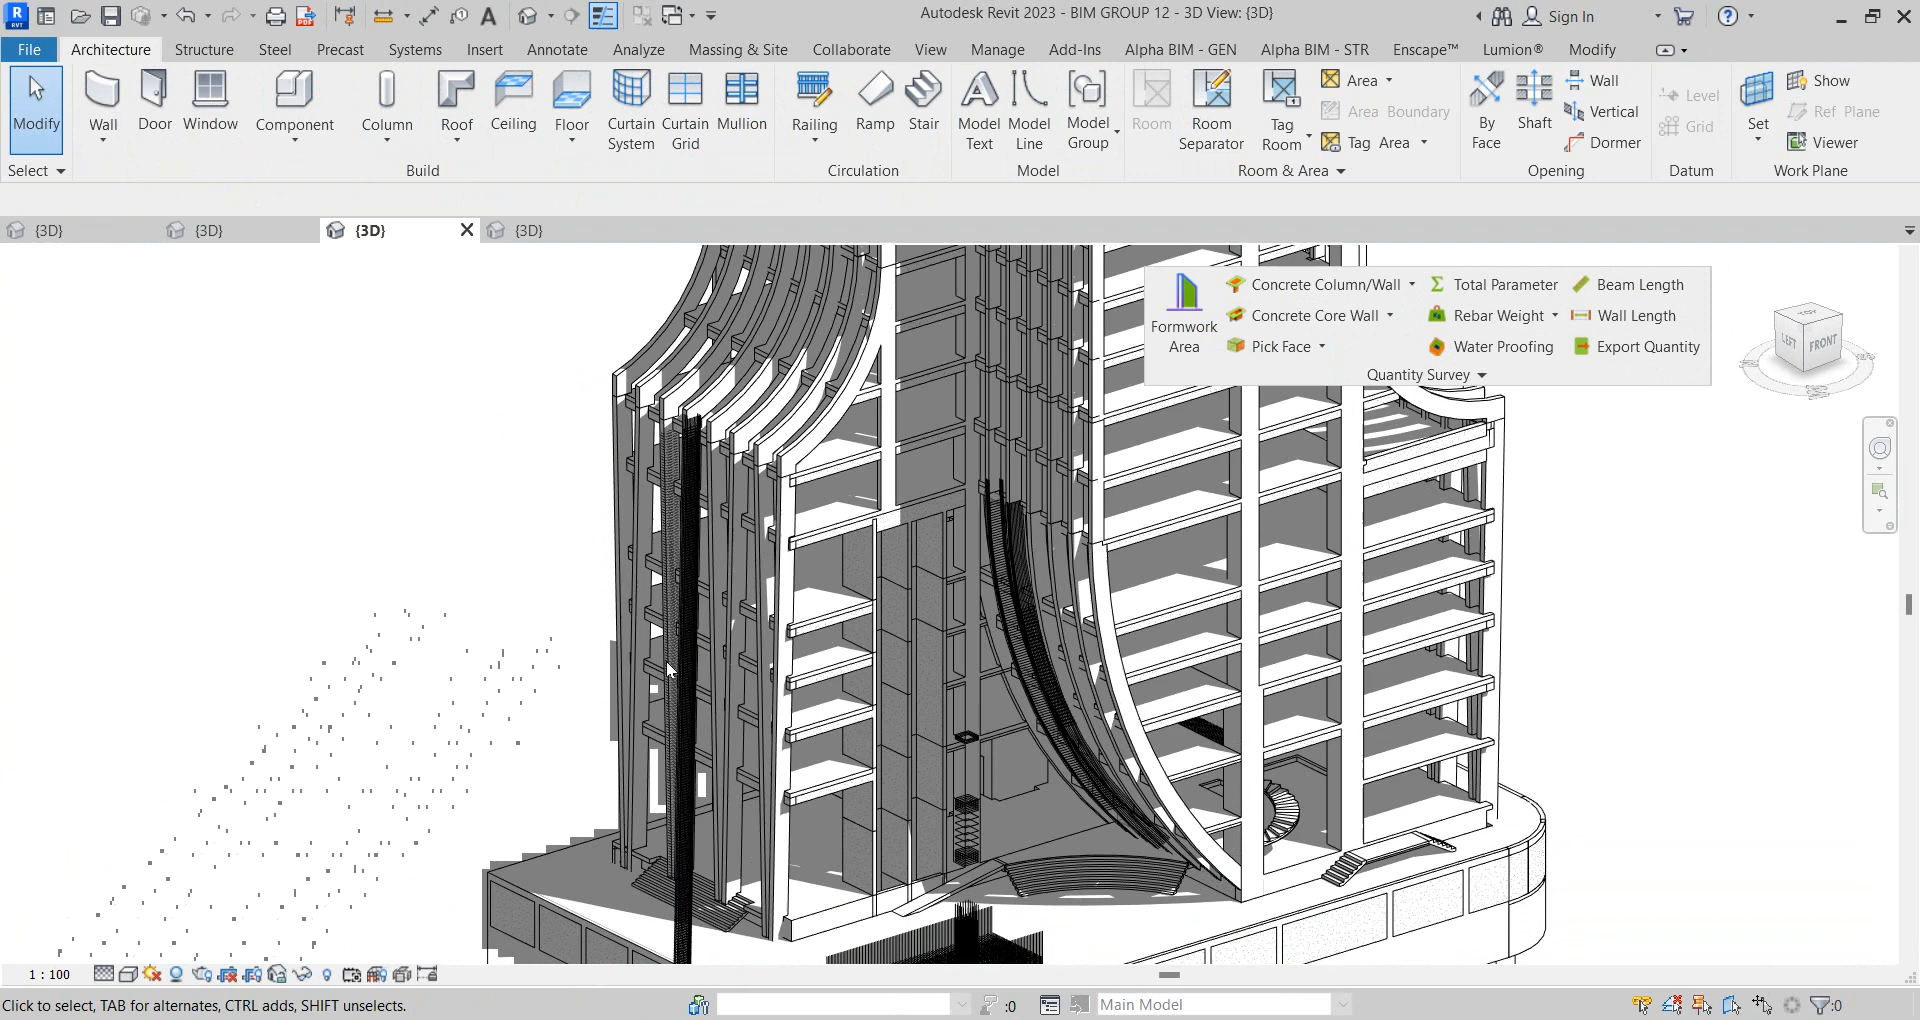 Autodesk Revit 2023 - BIM GROUP 12 - 3D View: {3D}
Sign In
File Architecture Structure Steel Precast Systems Insert Annotate Analyze Massing & Site Collaborate View Manage Add-Ins Alpha BIM - GEN Alpha BIM - STR Enscape™ Lumion® Modify
Modify
Wall
Door
Window
Component
Column
Roof
Ceiling
Floor
Curtain System
Curtain Grid
Mullion
Railing
Ramp
Stair
Model Text
Model Line
Model Group
Room
Room Separator
Tag Room
Area
Area Boundary
Tag Area
By Face
Shaft
Wall
Vertical
Dormer
Level
Grid
Set
Show
Ref Plane
Viewer
Select Build Circulation Model Room & Area Opening Datum Work Plane
{3D} {3D} {3D} {3D}
Formwork Area
Concrete Column/Wall Total Parameter Beam Length
Concrete Core Wall Rebar Weight Wall Length
Pick Face Water Proofing Export Quantity
Quantity Survey
TOP
LEFT FRONT
1 : 100
Click to select, TAB for alternates, CTRL adds, SHIFT unselects.
:0
Main Model
:0